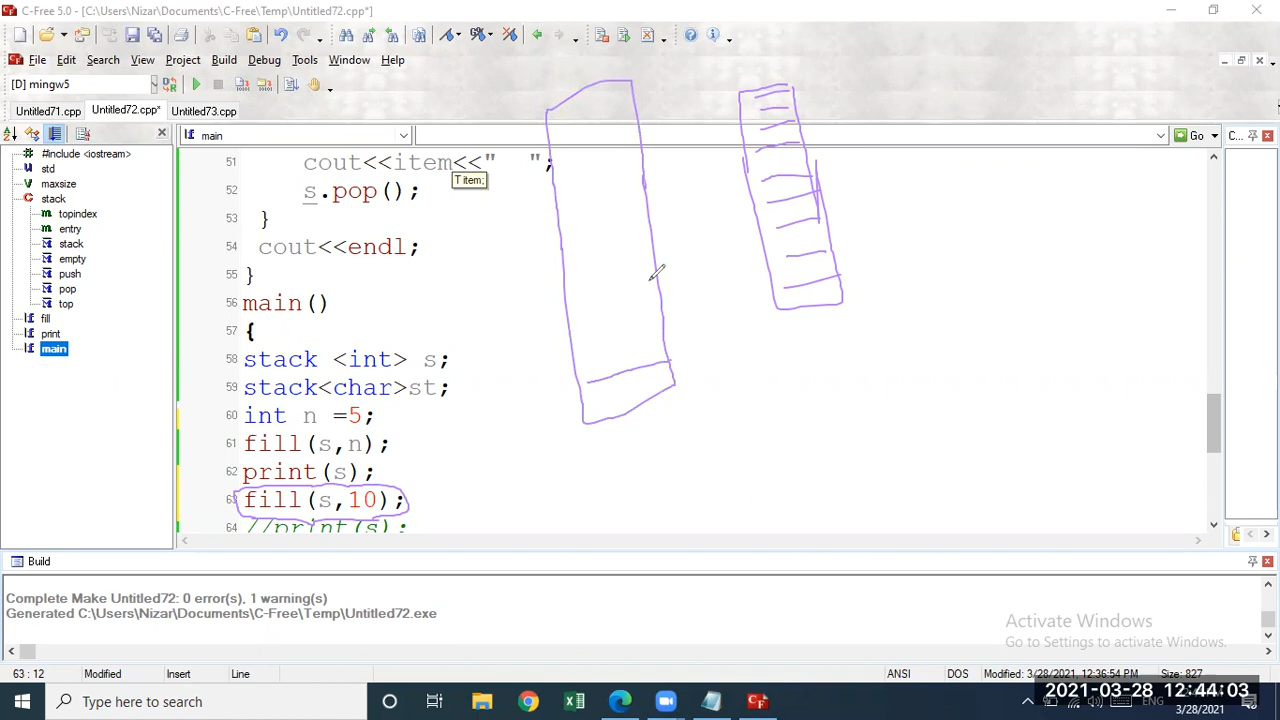 C-Free 5.0 - [C:\Users\Nizar\Documents\C-Free\Temp\Untitled72.cpp*]
File Edit Search View Project Build Debug Tools Window Help
[D] mingw5
Untitled71.cpp Untitled72.cpp* Untitled73.cpp
main
Go
C...
#include <iostream>
std
maxsize
stack
topindex
entry
stack
empty
push
pop
top
fill
print
main
51 cout<<item<<" ";
T item;
52 s.pop();
53 }
54 cout<<endl;
55 }
56 main()
57 {
58 stack <int> s;
59 stack<char>st;
60 int n =5;
61 fill(s,n);
62 print(s);
63 fill(s,10);
64 //print(s);
Build
Complete Make Untitled72: 0 error(s), 1 warning(s)
Generated C:\Users\Nizar\Documents\C-Free\Temp\Untitled72.exe
Activate Windows
Go to Settings to activate Windows.
63 : 12 Modified Insert Line ANSI DOS Modified: 3/28/2021, 12:36:54 PM Size: 827
Type here to search
2021-03-28 12:44:03
ENG
3/28/2021